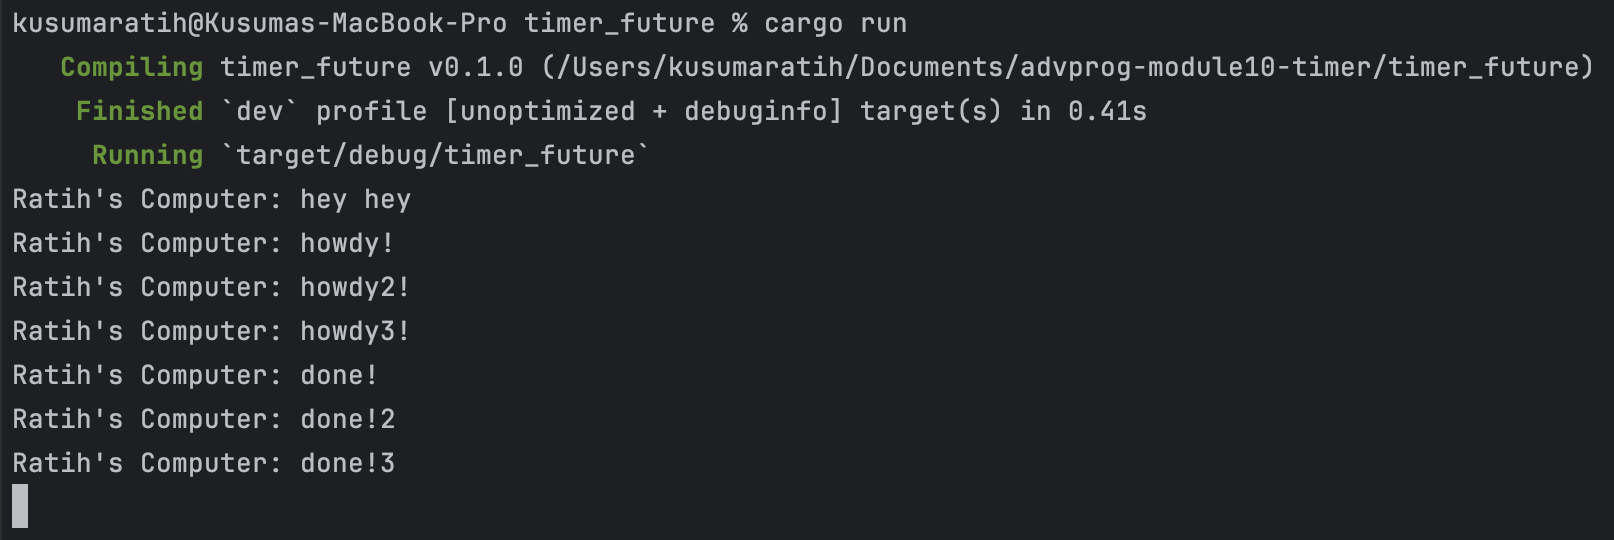 kusumaratih@Kusumas-MacBook-Pro timer_future % cargo run
   Compiling timer_future v0.1.0 (/Users/kusumaratih/Documents/advprog-module10-timer/timer_future)
    Finished `dev` profile [unoptimized + debuginfo] target(s) in 0.41s
     Running `target/debug/timer_future`
Ratih's Computer: hey hey
Ratih's Computer: howdy!
Ratih's Computer: howdy2!
Ratih's Computer: howdy3!
Ratih's Computer: done!
Ratih's Computer: done!2
Ratih's Computer: done!3